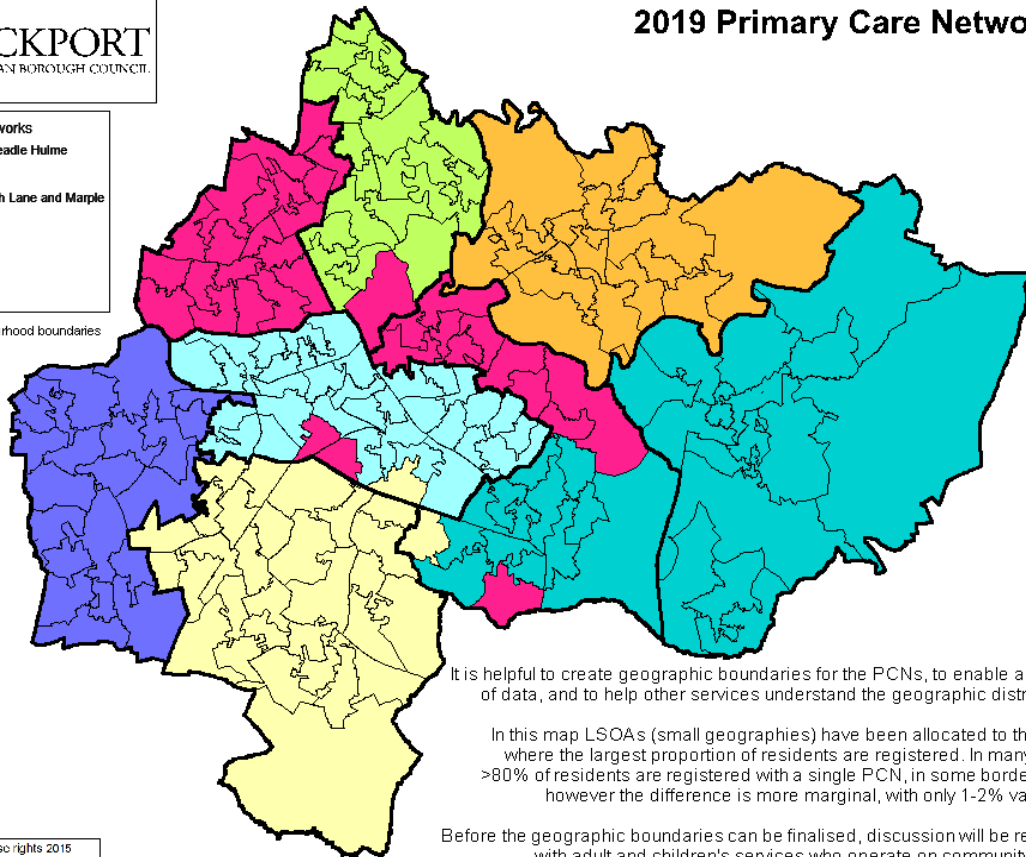 2019 Primary Care Netwo
CKPORT
AN BOROUGH COUNCIL
works
eadle Hulme
h Lane and Marple
rhood boundaries
It is helpful to create geographic boundaries for the PCNs, to enable a
of data, and to help other services understand the geographic distr
In this map LSOAs (small geographies) have been allocated to th
where the largest proportion of residents are registered. In many
>80% of residents are registered with a single PCN, in some borde
however the difference is more marginal, with only 1-2% va
Before the geographic boundaries can be finalised, discussion will be re
with adult and children's services who operate on community
se rights 2015